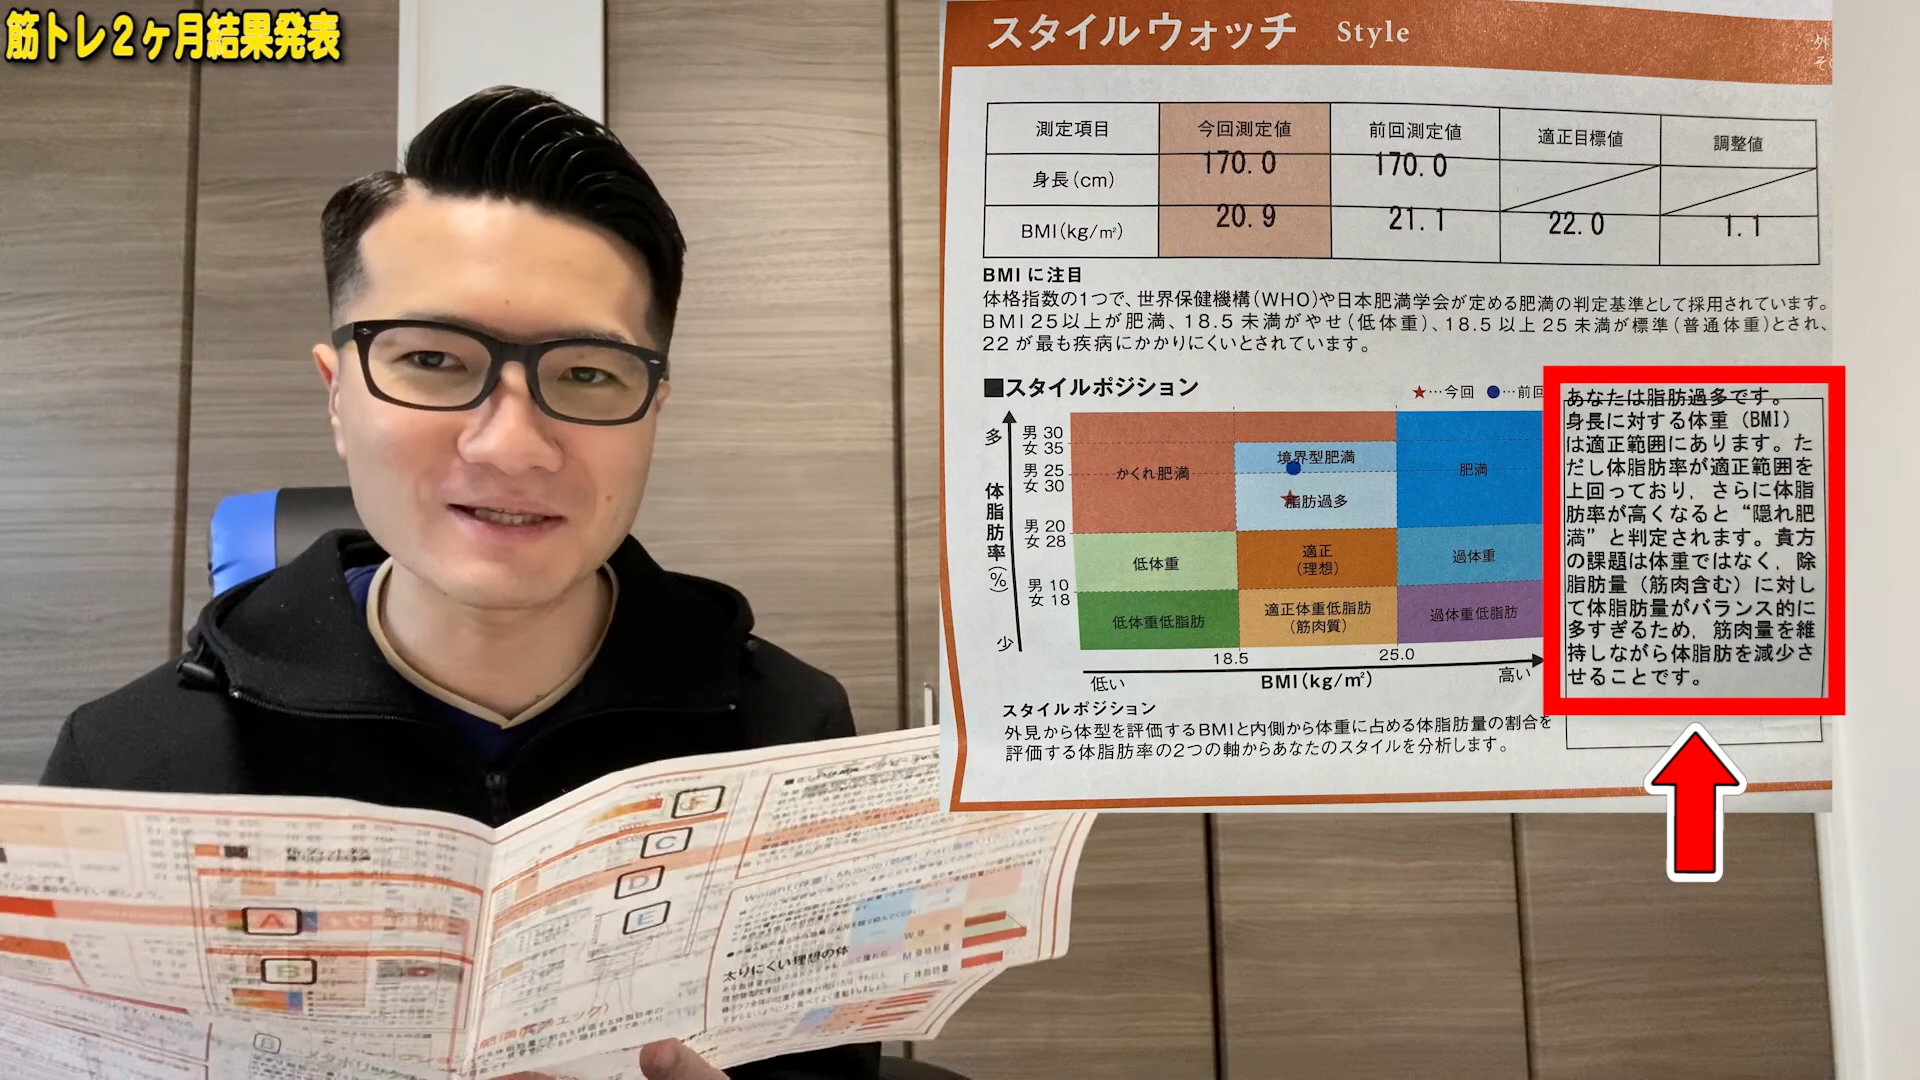 筋トレ２ヶ月結果発表
スタイルウォッチ Style
外
測定項目 今回測定値 前回測定値 適正目標値 調整値
身長(cm) 170.0 170.0
BMI(kg/m²) 20.9 21.1 22.0 1.1
BMIに注目
体格指数の1つで、世界保健機構(WHO)や日本肥満学会が定める肥満の判定基準として採用されています。
BMI25以上が肥満、18.5未満がやせ(低体重)、18.5以上25未満が標準(普通体重)とされ、
22が最も疾病にかかりにくいとされています。
■スタイルポジション
★…今回 ●…前回
多
男 30
女 35
男 25
女 30
男 20
女 28
男 10
女 18
少
体脂肪率(%)
かくれ肥満 境界型肥満 肥満
脂肪過多
低体重 適正 過体重
(理想)
低体重低脂肪 適正体重低脂肪 過体重低脂肪
(筋肉質)
18.5 25.0
低い BMI(kg/m²) 高い
あなたは脂肪過多です。
身長に対する体重（BMI）
は適正範囲にあります。た
だし体脂肪率が適正範囲を
上回っており，さらに体脂
肪率が高くなると“隠れ肥
満”と判定されます。貴方
の課題は体重ではなく，除
脂肪量（筋肉含む）に対し
て体脂肪量がバランス的に
多すぎるため，筋肉量を維
持しながら体脂肪を減少さ
せることです。
スタイルポジション
外見から体型を評価するBMIと内側から体重に占める体脂肪量の割合を
評価する体脂肪率の2つの軸からあなたのスタイルを分析します。
F
C
D
E
A
B
太りにくい理想の体